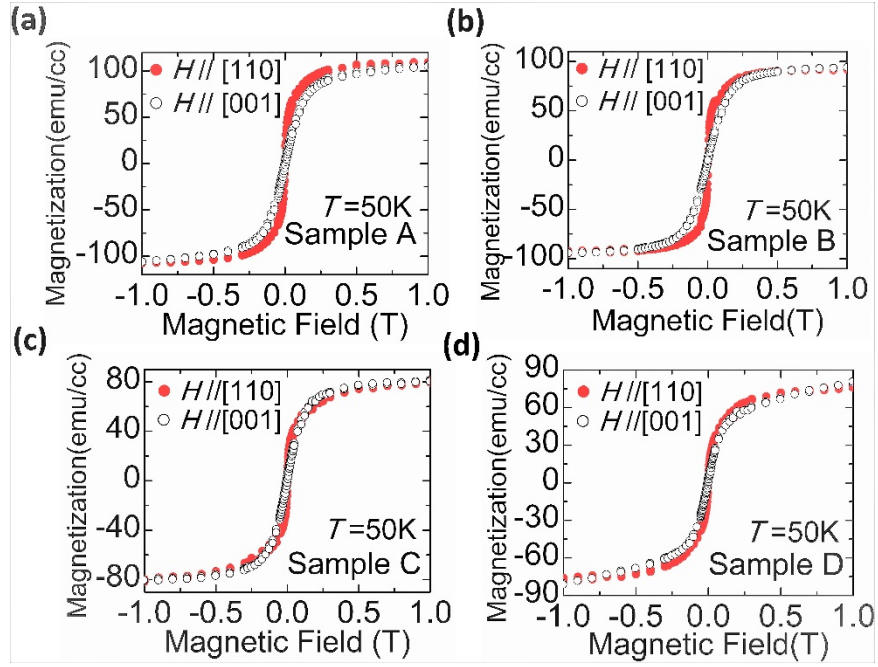 (a)
100
50
0
-50
-100
Magnetization(emu/cc)
H// [110]
H// [001]
T=50K
Sample A
-1.0 -0.5 0.0 0.5 1.0
Magnetic Field (T)
(b)
100
50
0
-50
-100
Magnetization(emu/cc)
H// [110]
H// [001]
T=50K
Sample B
-1.0 -0.5 0.0 0.5 1.0
Magnetic Field(T)
(c)
80
40
0
-40
-80
Magnetization(emu/cc)
H// [110]
H//[001]
T=50K
Sample C
-1.0 -0.5 0.0 0.5 1.0
Magnetic Field (T)
(d)
90
60
30
0
-30
-60
-90
Magnetization(emu/cc)
H//[110]
H//[001]
T=50K
Sample D
-1.0 -0.5 0.0 0.5 1.0
Magnetic Field(T)